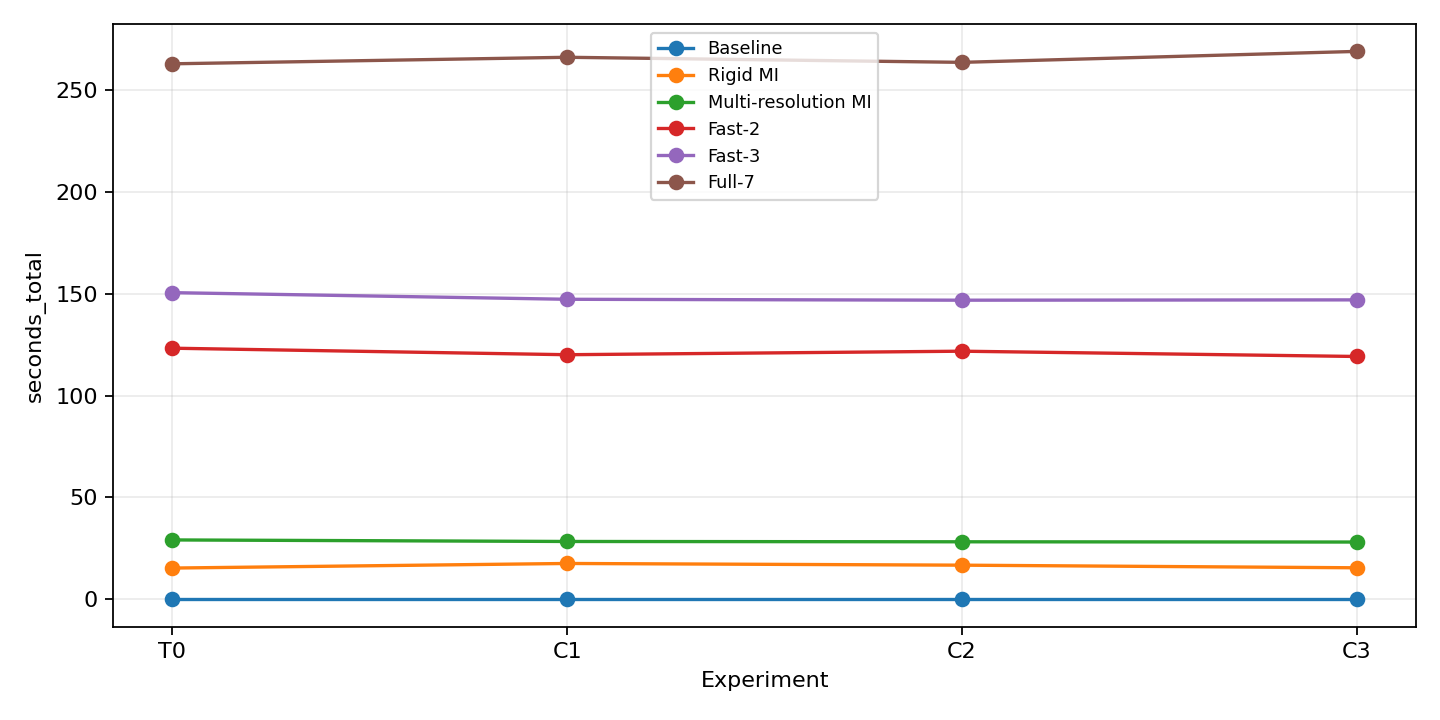 250
200
150
100
50
0
seconds_total
Baseline
Rigid MI
Multi-resolution MI
Fast-2
Fast-3
Full-7
T0
C1
C2
C3
Experiment